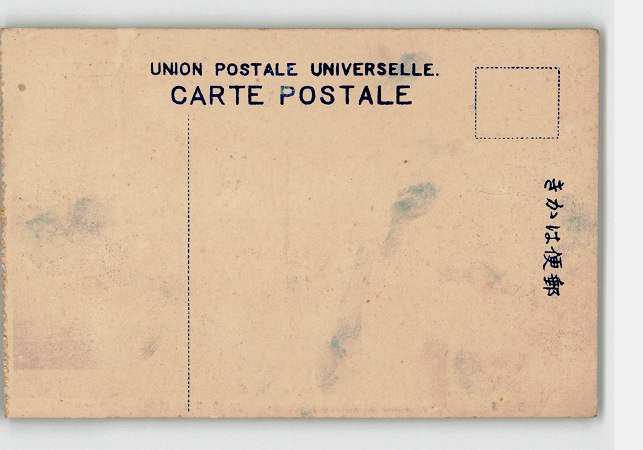 UNION POSTALE UNIVERSELLE.
CARTE POSTALE
きかは便郵